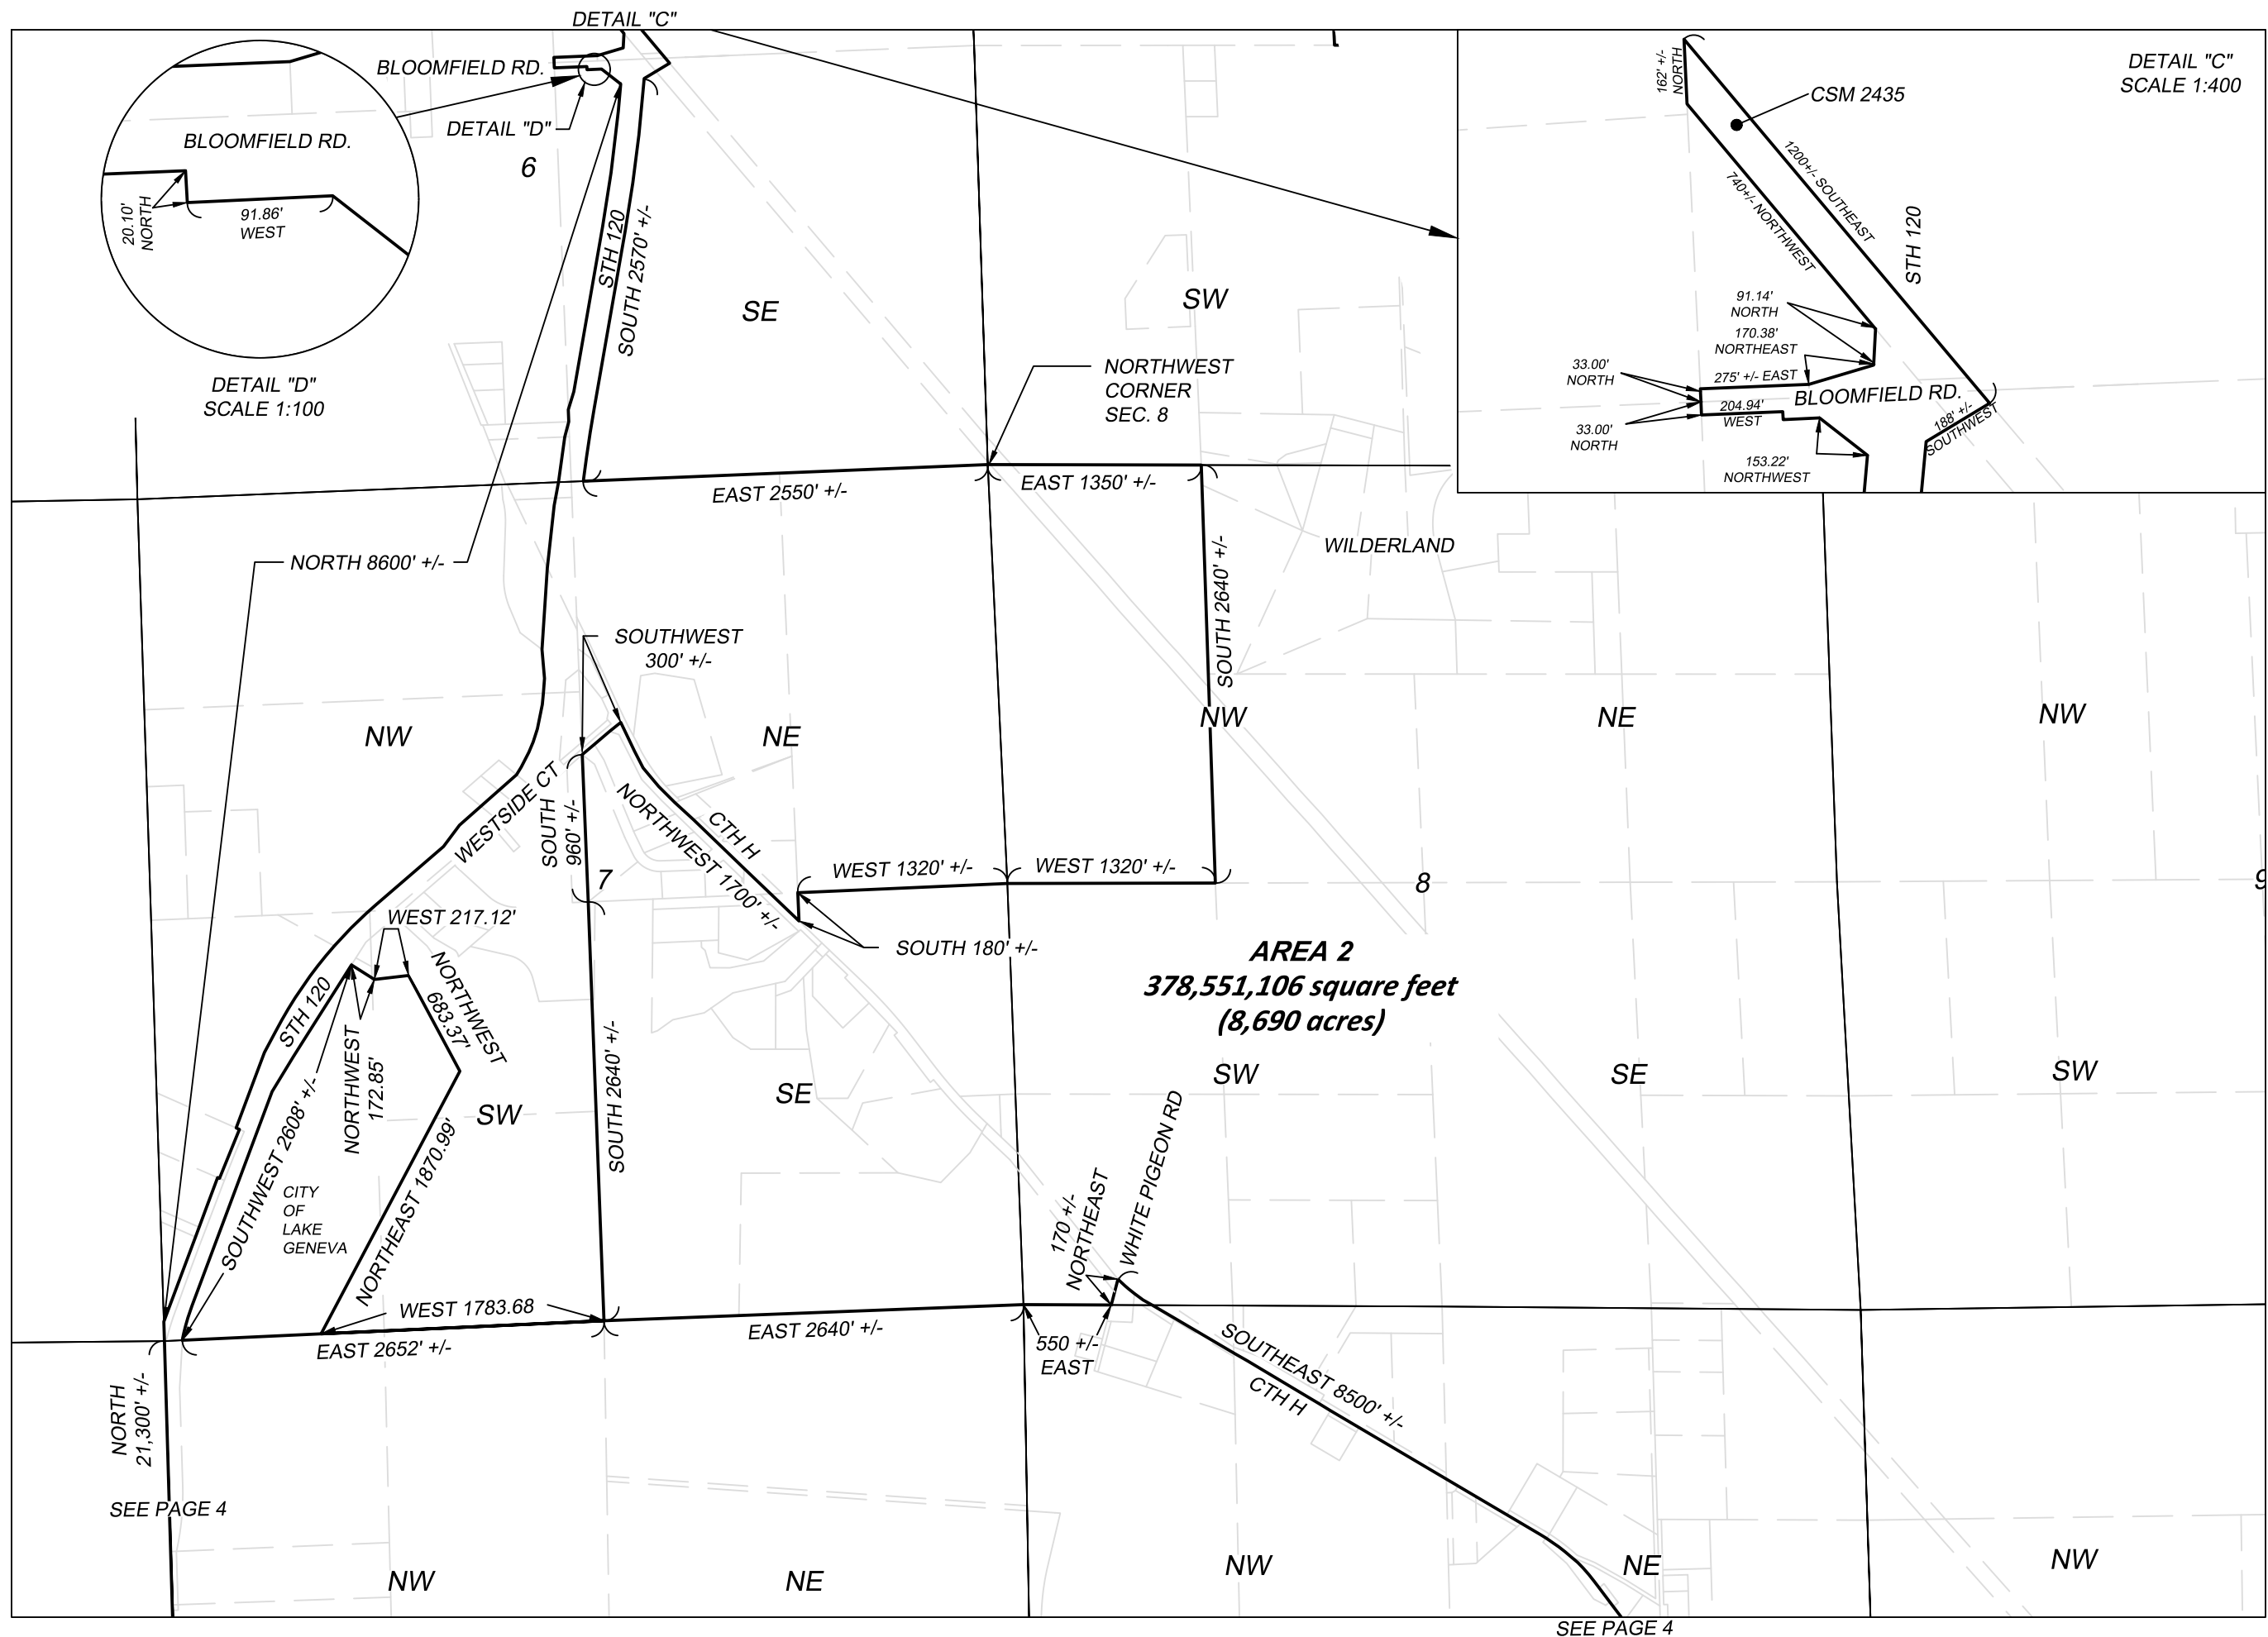 DETAIL "C"
BLOOMFIELD RD.
DETAIL "D"
6
BLOOMFIELD RD.
20.10'
NORTH
91.86'
WEST
DETAIL "D"
SCALE 1:100
STH 120
SOUTH 2570' +/-
SE
SW
NORTHWEST
CORNER
SEC. 8
DETAIL "C"
SCALE 1:400
162' +/-
NORTH
CSM 2435
1200+/- SOUTHEAST
740+/- NORTHWEST
STH 120
91.14'
NORTH
170.38'
NORTHEAST
33.00'
NORTH
275' +/- EAST
BLOOMFIELD RD.
204.94'
WEST
33.00'
NORTH
188' +/-
SOUTHWEST
153.22'
NORTHWEST
EAST 2550' +/-
EAST 1350' +/-
NORTH 8600' +/-
WILDERLAND
SOUTH 2640' +/-
SOUTHWEST
300' +/-
NW
NE
NW
NE
NW
WESTSIDE CT
SOUTH
960' +/-
CTH H
NORTHWEST 1700' +/-
WEST 1320' +/-
WEST 1320' +/-
7
8
9
WEST 217.12'
SOUTH 180' +/-
NORTHWEST
683.37'
AREA 2
378,551,106 square feet
(8,690 acres)
STH 120
NORTHWEST
172.85'
SOUTHWEST 2608' +/-
SOUTH 2640' +/-
SW
SE
SW
SE
SW
NORTHEAST 1870.99'
CITY
OF
LAKE
GENEVA
170 +/-
NORTHEAST
WHITE PIGEON RD
WEST 1783.68
EAST 2652' +/-
EAST 2640' +/-
550 +/-
EAST
SOUTHEAST 8500' +/-
CTH H
NORTH
21,300' +/-
SEE PAGE 4
NW
NE
NW
NE
NW
SEE PAGE 4